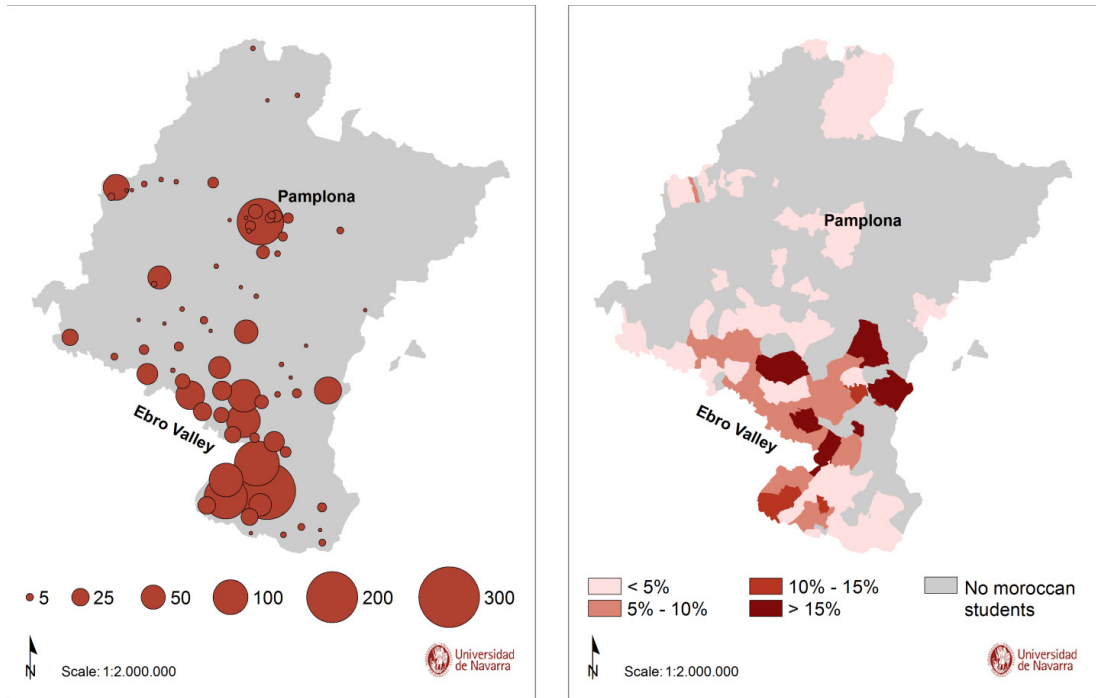 Pamplona
Ebro Valley
5
25
50
100
200
300
N
Scale: 1:2.000.000
Universidad
de Navarra
Pamplona
Ebro Valley
< 5%
5% - 10%
10% - 15%
> 15%
No moroccan
students
N
Scale: 1:2.000.000
Universidad
de Navarra